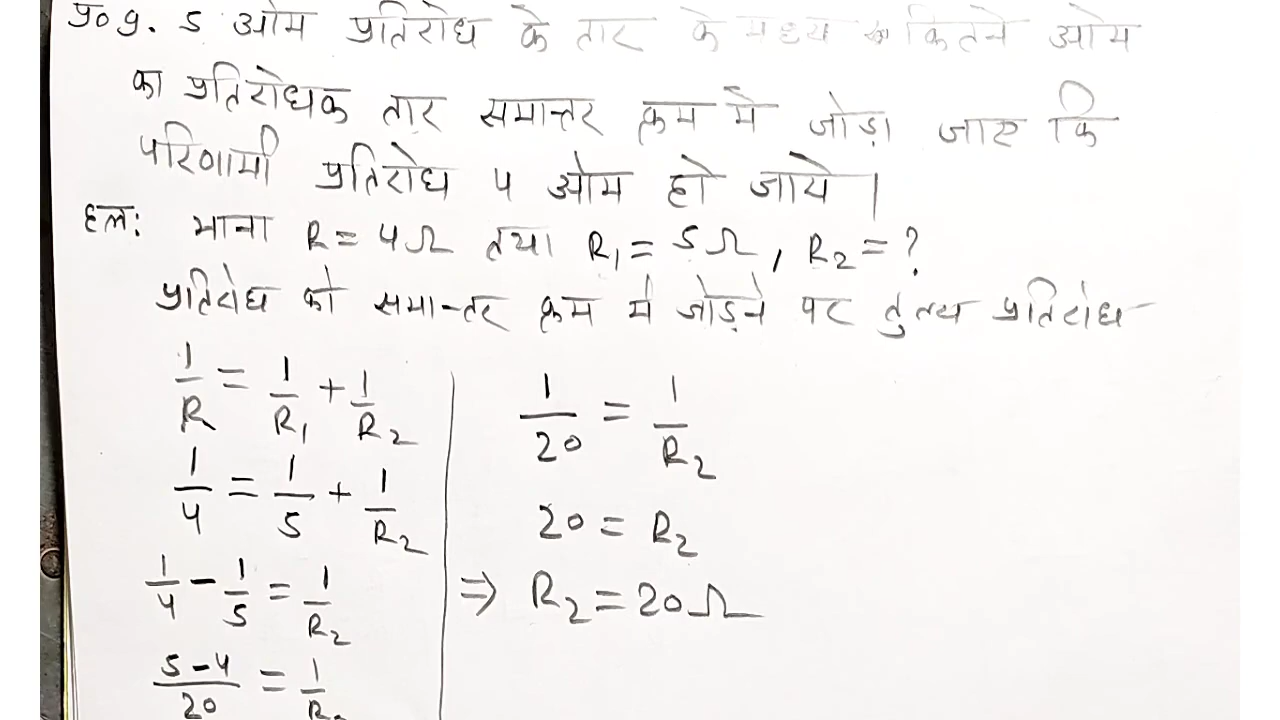 प्र० 9. 5 ओम प्रतिरोध के तार के मध्य कितने ओम
का प्रतिरोधक तार समान्तर क्रम मे जोड़ा जाए कि
परिणामी प्रतिरोध 4 ओम हो जाये।
हल: माना R = 4Ω तथा R₁ = 5Ω, R₂ = ?
प्रतिरोध को समान्तर क्रम में जोड़ने पर तुल्य प्रतिरोध
1/R = 1/R₁ + 1/R₂
1/4 = 1/5 + 1/R₂
1/4 - 1/5 = 1/R₂
5-4/20 = 1/R₂
1/20 = 1/R₂
20 = R₂
⇒ R₂ = 20Ω